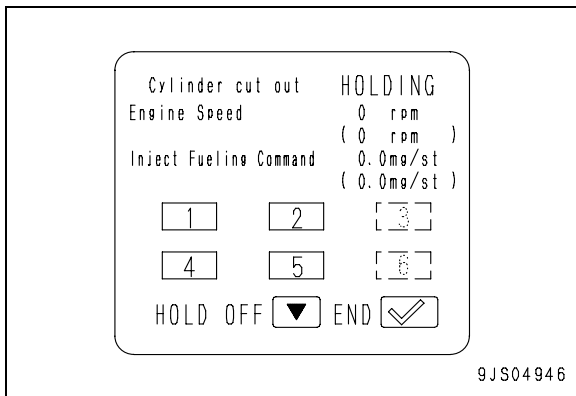 Cylinder cut out HOLDING
Engine Speed 0 rpm
( 0 rpm )
Inject Fueling Command 0.0mg/st
( 0.0mg/st )
1 2 3
4 5 6
HOLD OFF ▼ END ✓
9JS04946